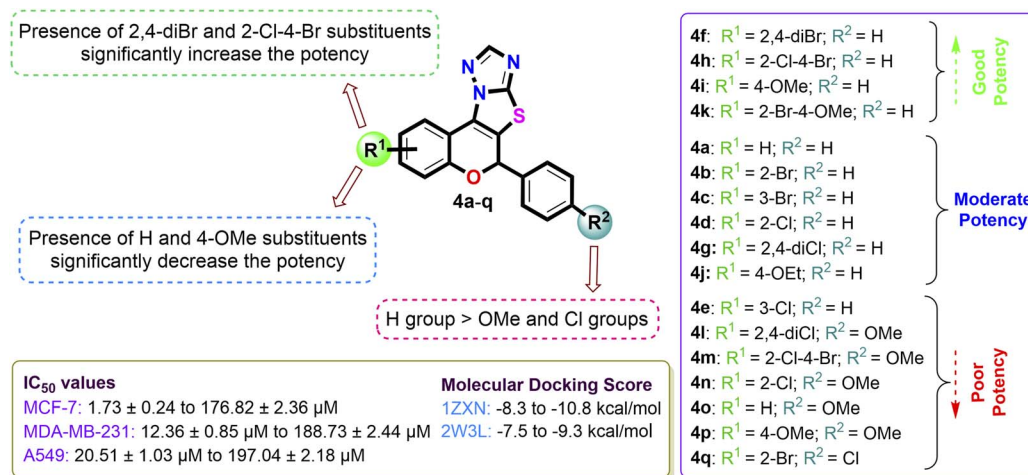 Presence of 2,4-diBr and 2-Cl-4-Br substituents
significantly increase the potency
N
N
N
S
R¹
O
4a-q
R²
Presence of H and 4-OMe substituents
significantly decrease the potency
H group > OMe and Cl groups
IC₅₀ values
MCF-7: 1.73 ± 0.24 to 176.82 ± 2.36 µM
MDA-MB-231: 12.36 ± 0.85 µM to 188.73 ± 2.44 µM
A549: 20.51 ± 1.03 µM to 197.04 ± 2.18 µM
Molecular Docking Score
1ZXN: -8.3 to -10.8 kcal/mol
2W3L: -7.5 to -9.3 kcal/mol
4f: R¹ = 2,4-diBr; R² = H
4h: R¹ = 2-Cl-4-Br; R² = H
4i: R¹ = 4-OMe; R² = H
4k: R¹ = 2-Br-4-OMe; R² = H
Good
Potency
4a: R¹ = H; R² = H
4b: R¹ = 2-Br; R² = H
4c: R¹ = 3-Br; R² = H
4d: R¹ = 2-Cl; R² = H
4g: R¹ = 2,4-diCl; R² = H
4j: R¹ = 4-OEt; R² = H
Moderate
Potency
4e: R¹ = 3-Cl; R² = H
4l: R¹ = 2,4-diCl; R² = OMe
4m: R¹ = 2-Cl-4-Br; R² = OMe
4n: R¹ = 2-Cl; R² = OMe
4o: R¹ = H; R² = OMe
4p: R¹ = 4-OMe; R² = OMe
4q: R¹ = 2-Br; R² = Cl
Poor
Potency